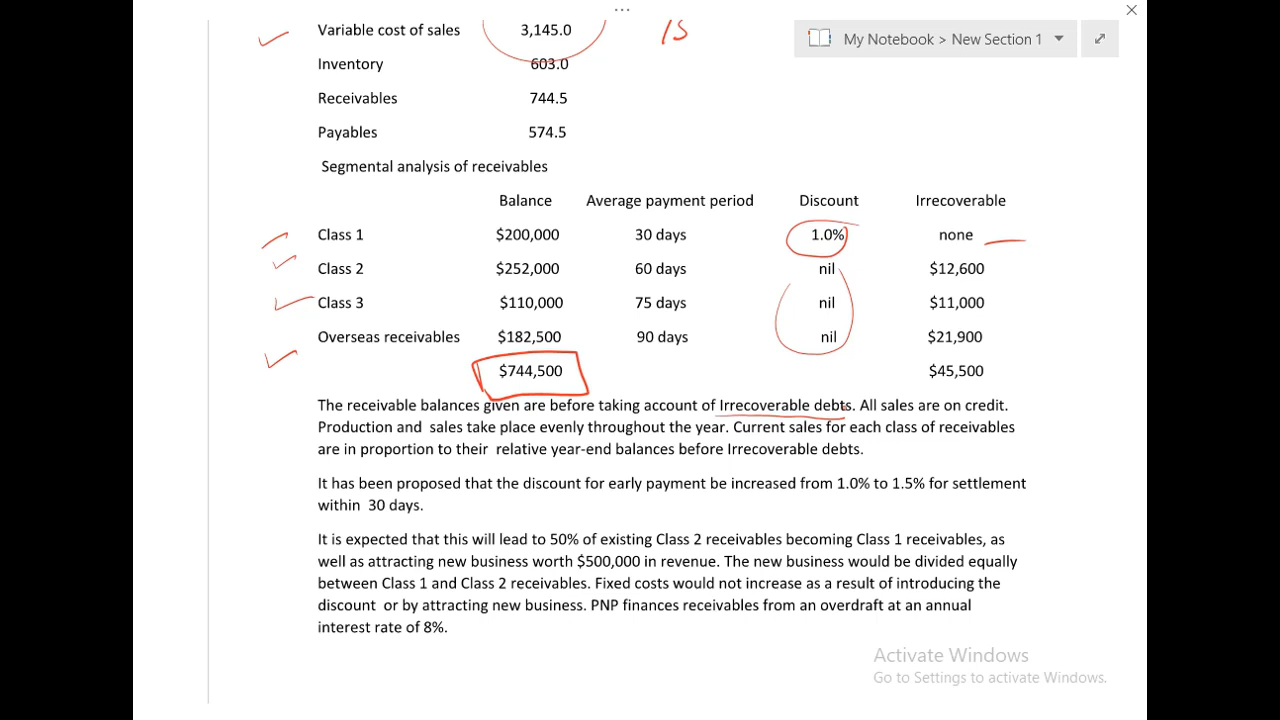 My Notebook > New Section 1
Variable cost of sales 3,145.0
Inventory 603.0
Receivables 744.5
Payables 574.5
Segmental analysis of receivables
Balance Average payment period Discount Irrecoverable
Class 1 $200,000 30 days 1.0% none
Class 2 $252,000 60 days nil $12,600
Class 3 $110,000 75 days nil $11,000
Overseas receivables $182,500 90 days nil $21,900
$744,500 $45,500
The receivable balances given are before taking account of Irrecoverable debts. All sales are on credit.
Production and sales take place evenly throughout the year. Current sales for each class of receivables
are in proportion to their relative year-end balances before Irrecoverable debts.
It has been proposed that the discount for early payment be increased from 1.0% to 1.5% for settlement
within 30 days.
It is expected that this will lead to 50% of existing Class 2 receivables becoming Class 1 receivables, as
well as attracting new business worth $500,000 in revenue. The new business would be divided equally
between Class 1 and Class 2 receivables. Fixed costs would not increase as a result of introducing the
discount or by attracting new business. PNP finances receivables from an overdraft at an annual
interest rate of 8%.
Activate Windows
Go to Settings to activate Windows.